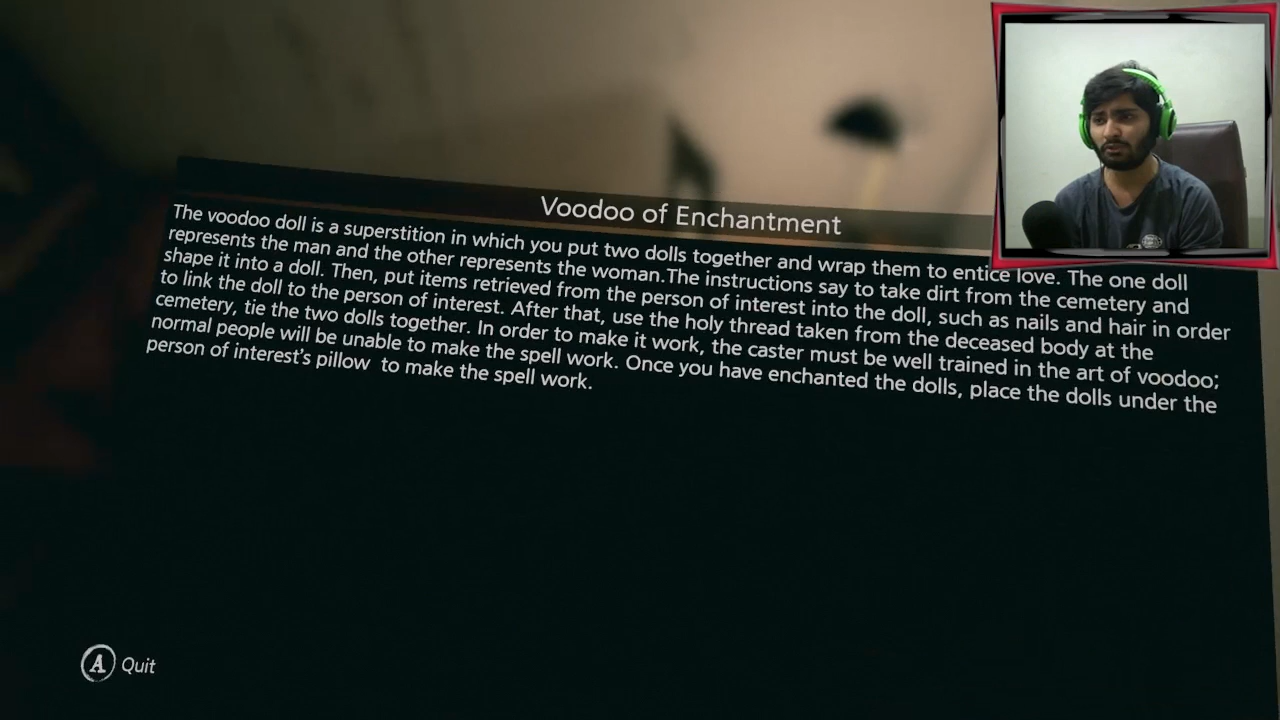 Voodoo of Enchantment
The voodoo doll is a superstition in which you put two dolls together and wrap them to entice love. The one doll
represents the man and the other represents the woman.The instructions say to take dirt from the cemetery and
shape it into a doll. Then, put items retrieved from the person of interest into the doll, such as nails and hair in order
to link the doll to the person of interest. After that, use the holy thread taken from the deceased body at the
cemetery, tie the two dolls together. In order to make it work, the caster must be well trained in the art of voodoo;
normal people will be unable to make the spell work. Once you have enchanted the dolls, place the dolls under the
person of interest's pillow to make the spell work.
A Quit